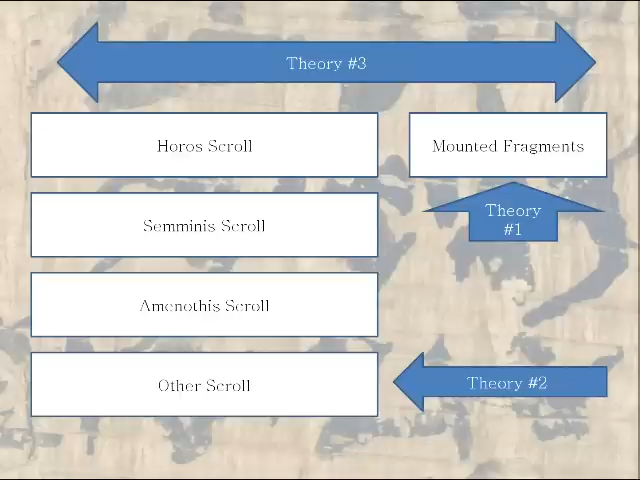 Theory #3
Horos Scroll
Mounted Fragments
Semminis Scroll
Theory
#1
Amenothis Scroll
Other Scroll
Theory #2